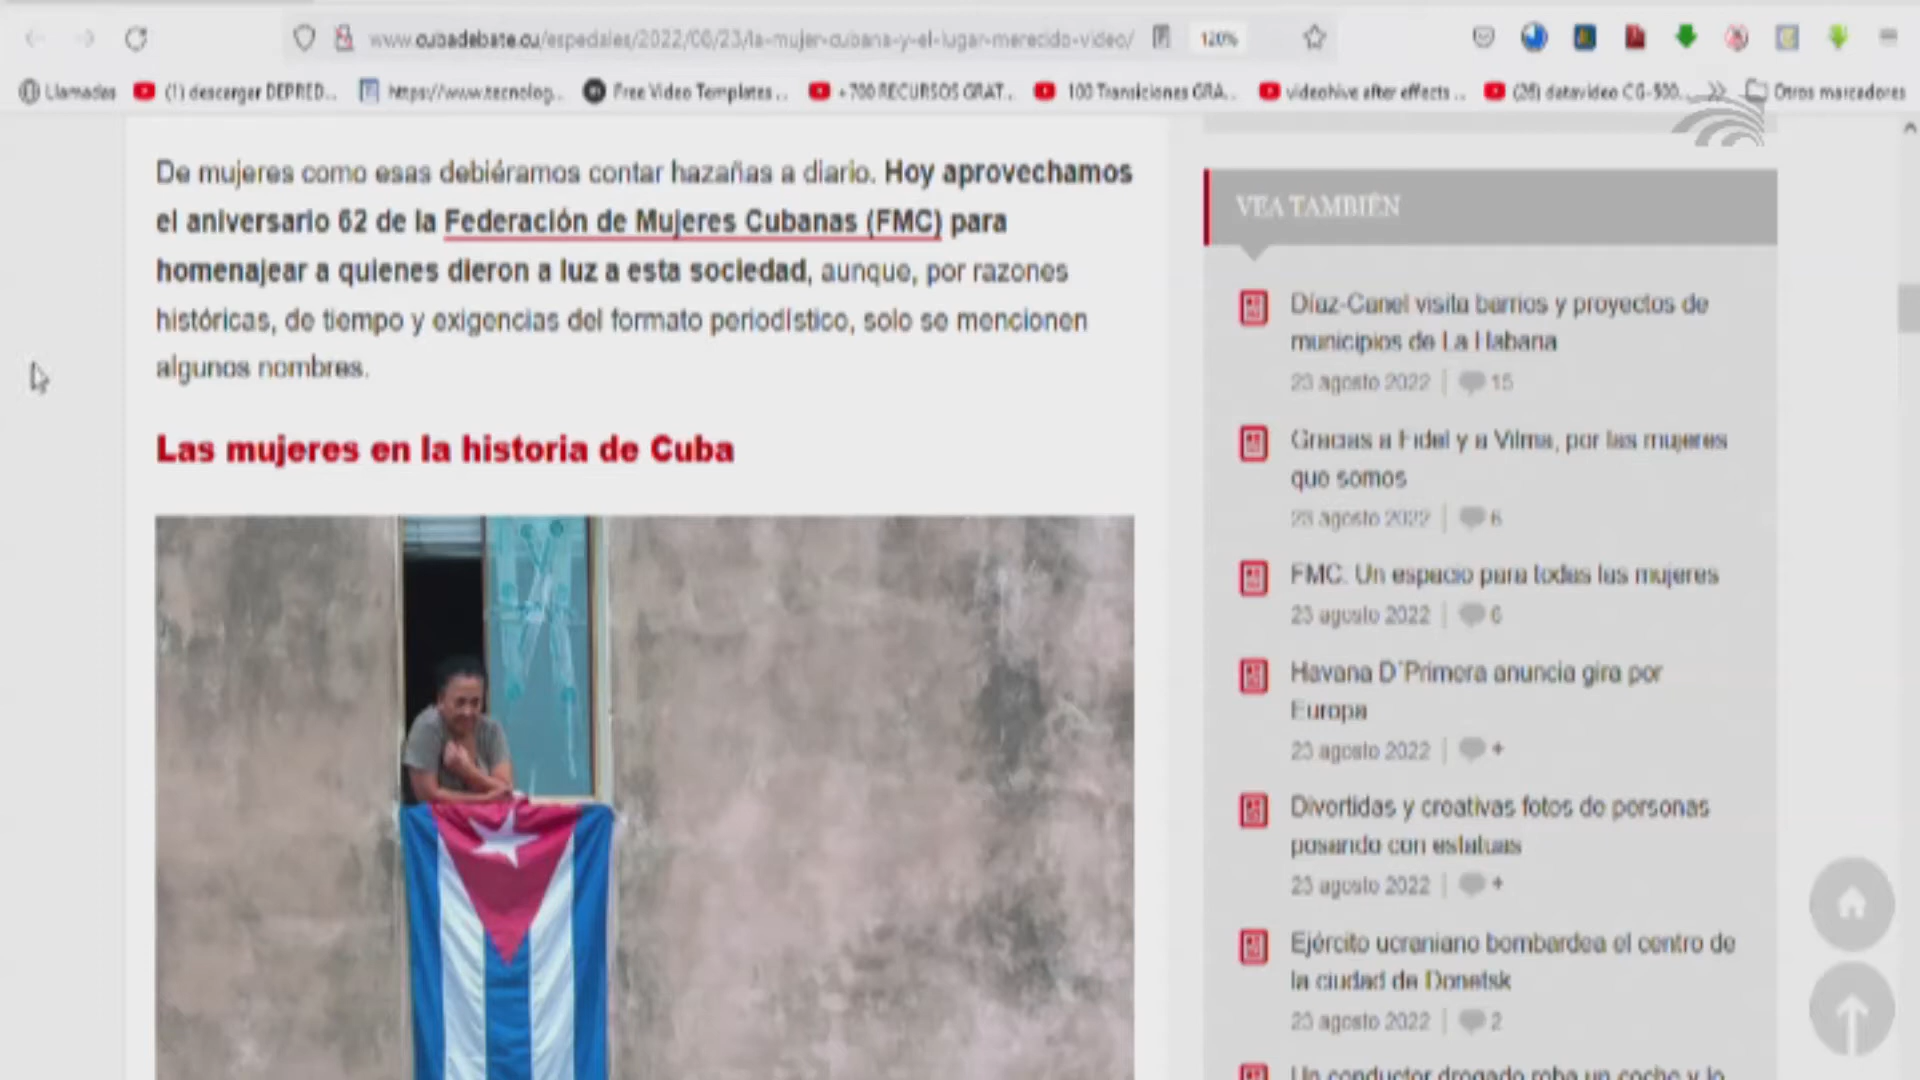 www.cubadebate.cu/especiales/2022/08/23/la-mujer-cubana-y-el-lugar-merecido-video/
120%
Llamadas
(1) descargar DEPRED...
https://www.tecnolog...
Free Video Templates ...
+700 RECURSOS GRAT...
100 Transiciones GRA...
videohive after effects ...
(26) datavideo CG-500...
Otros marcadores
De mujeres como esas debiéramos contar hazañas a diario. Hoy aprovechamos
el aniversario 62 de la Federación de Mujeres Cubanas (FMC) para
homenajear a quienes dieron a luz a esta sociedad, aunque, por razones
históricas, de tiempo y exigencias del formato periodístico, solo se mencionen
algunos nombres.
Las mujeres en la historia de Cuba
VEA TAMBIÉN
Díaz-Canel visita barrios y proyectos de
municipios de La Habana
23 agosto 2022 | 15
Gracias a Fidel y a Vilma, por las mujeres
que somos
23 agosto 2022 | 6
FMC: Un espacio para todas las mujeres
23 agosto 2022 | 6
Havana D´Primera anuncia gira por
Europa
23 agosto 2022 | +
Divertidas y creativas fotos de personas
posando con estatuas
23 agosto 2022 | +
Ejército ucraniano bombardea el centro de
la ciudad de Donetsk
23 agosto 2022 | 2
Un conductor drogado roba un coche y lo